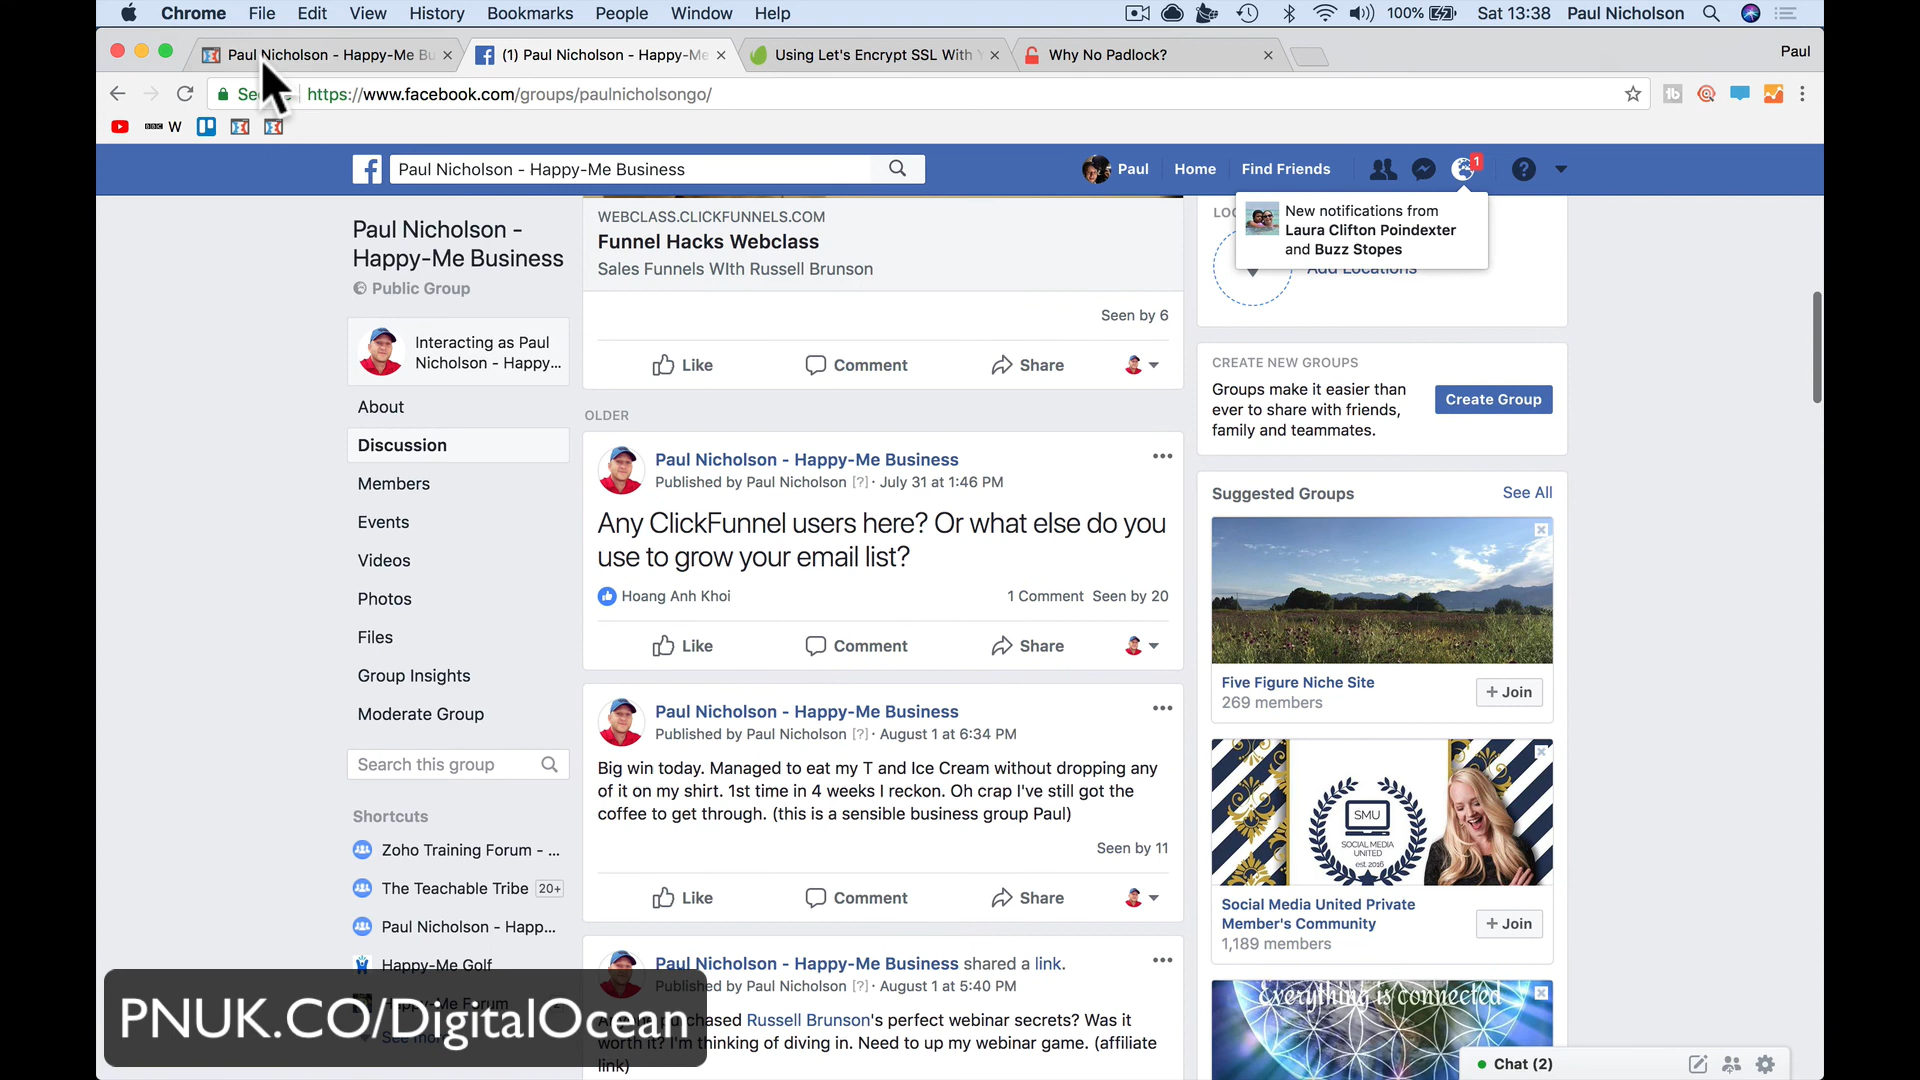 Chrome File Edit View History Bookmarks People Window Help 100% Sat 13:38 Paul Nicholson
Paul Nicholson - Happy-Me Bu
(1) Paul Nicholson - Happy-Me
Using Let's Encrypt SSL With
Why No Padlock?
Paul
https://www.facebook.com/groups/paulnicholsongo/
BBC W
Paul Nicholson - Happy-Me Business
Paul Home Find Friends 1
New notifications from
Laura Clifton Poindexter
and Buzz Stopes
Add Locations
Paul Nicholson -
Happy-Me Business
Public Group
Interacting as Paul
Nicholson - Happy...
About
Discussion
Members
Events
Videos
Photos
Files
Group Insights
Moderate Group
Search this group
Shortcuts
Zoho Training Forum - ...
The Teachable Tribe 20+
Paul Nicholson - Happ...
Happy-Me Golf
Happy-Me Forum
See more
WEBCLASS.CLICKFUNNELS.COM
Funnel Hacks Webclass
Sales Funnels WIth Russell Brunson
Seen by 6
Like Comment Share
OLDER
Paul Nicholson - Happy-Me Business
Published by Paul Nicholson [?] · July 31 at 1:46 PM
Any ClickFunnel users here? Or what else do you
use to grow your email list?
Hoang Anh Khoi 1 Comment Seen by 20
Like Comment Share
Paul Nicholson - Happy-Me Business
Published by Paul Nicholson [?] · August 1 at 6:34 PM
Big win today. Managed to eat my T and Ice Cream without dropping any
of it on my shirt. 1st time in 4 weeks I reckon. Oh crap I've still got the
coffee to get through. (this is a sensible business group Paul)
Seen by 11
Like Comment Share
Paul Nicholson - Happy-Me Business shared a link.
Published by Paul Nicholson [?] · August 1 at 5:40 PM
Anyone purchased Russell Brunson's perfect webinar secrets? Was it
worth it? I'm thinking of diving in. Need to up my webinar game. (affiliate
link)
CREATE NEW GROUPS
Groups make it easier than
ever to share with friends,
family and teammates.
Create Group
Suggested Groups See All
Five Figure Niche Site
269 members
+ Join
SMU
SOCIAL MEDIA
UNITED
est. 2016
Social Media United Private
Member's Community
1,189 members
+ Join
Everything is connected
Chat (2)
PNUK.CO/DigitalOcean